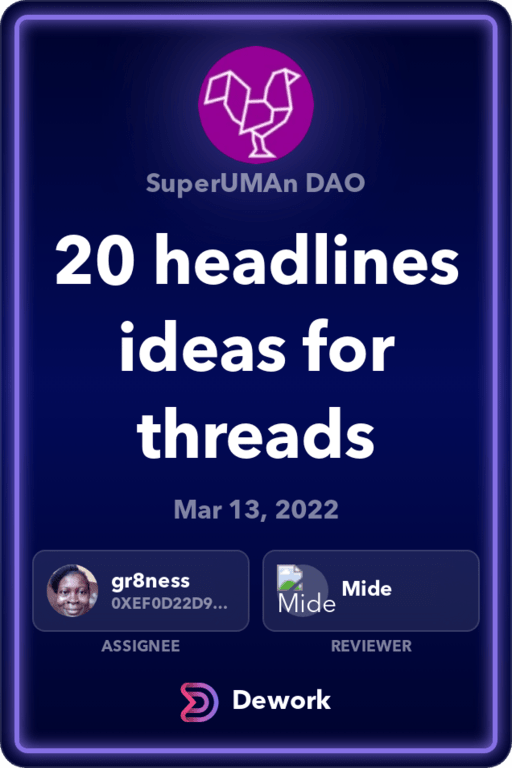 SuperUMAn DAO
20 headlines
ideas for
threads
Mar 13, 2022
gr8ness
0XEF0D22D9...
Mide
Mide
ASSIGNEE
REVIEWER
Dework